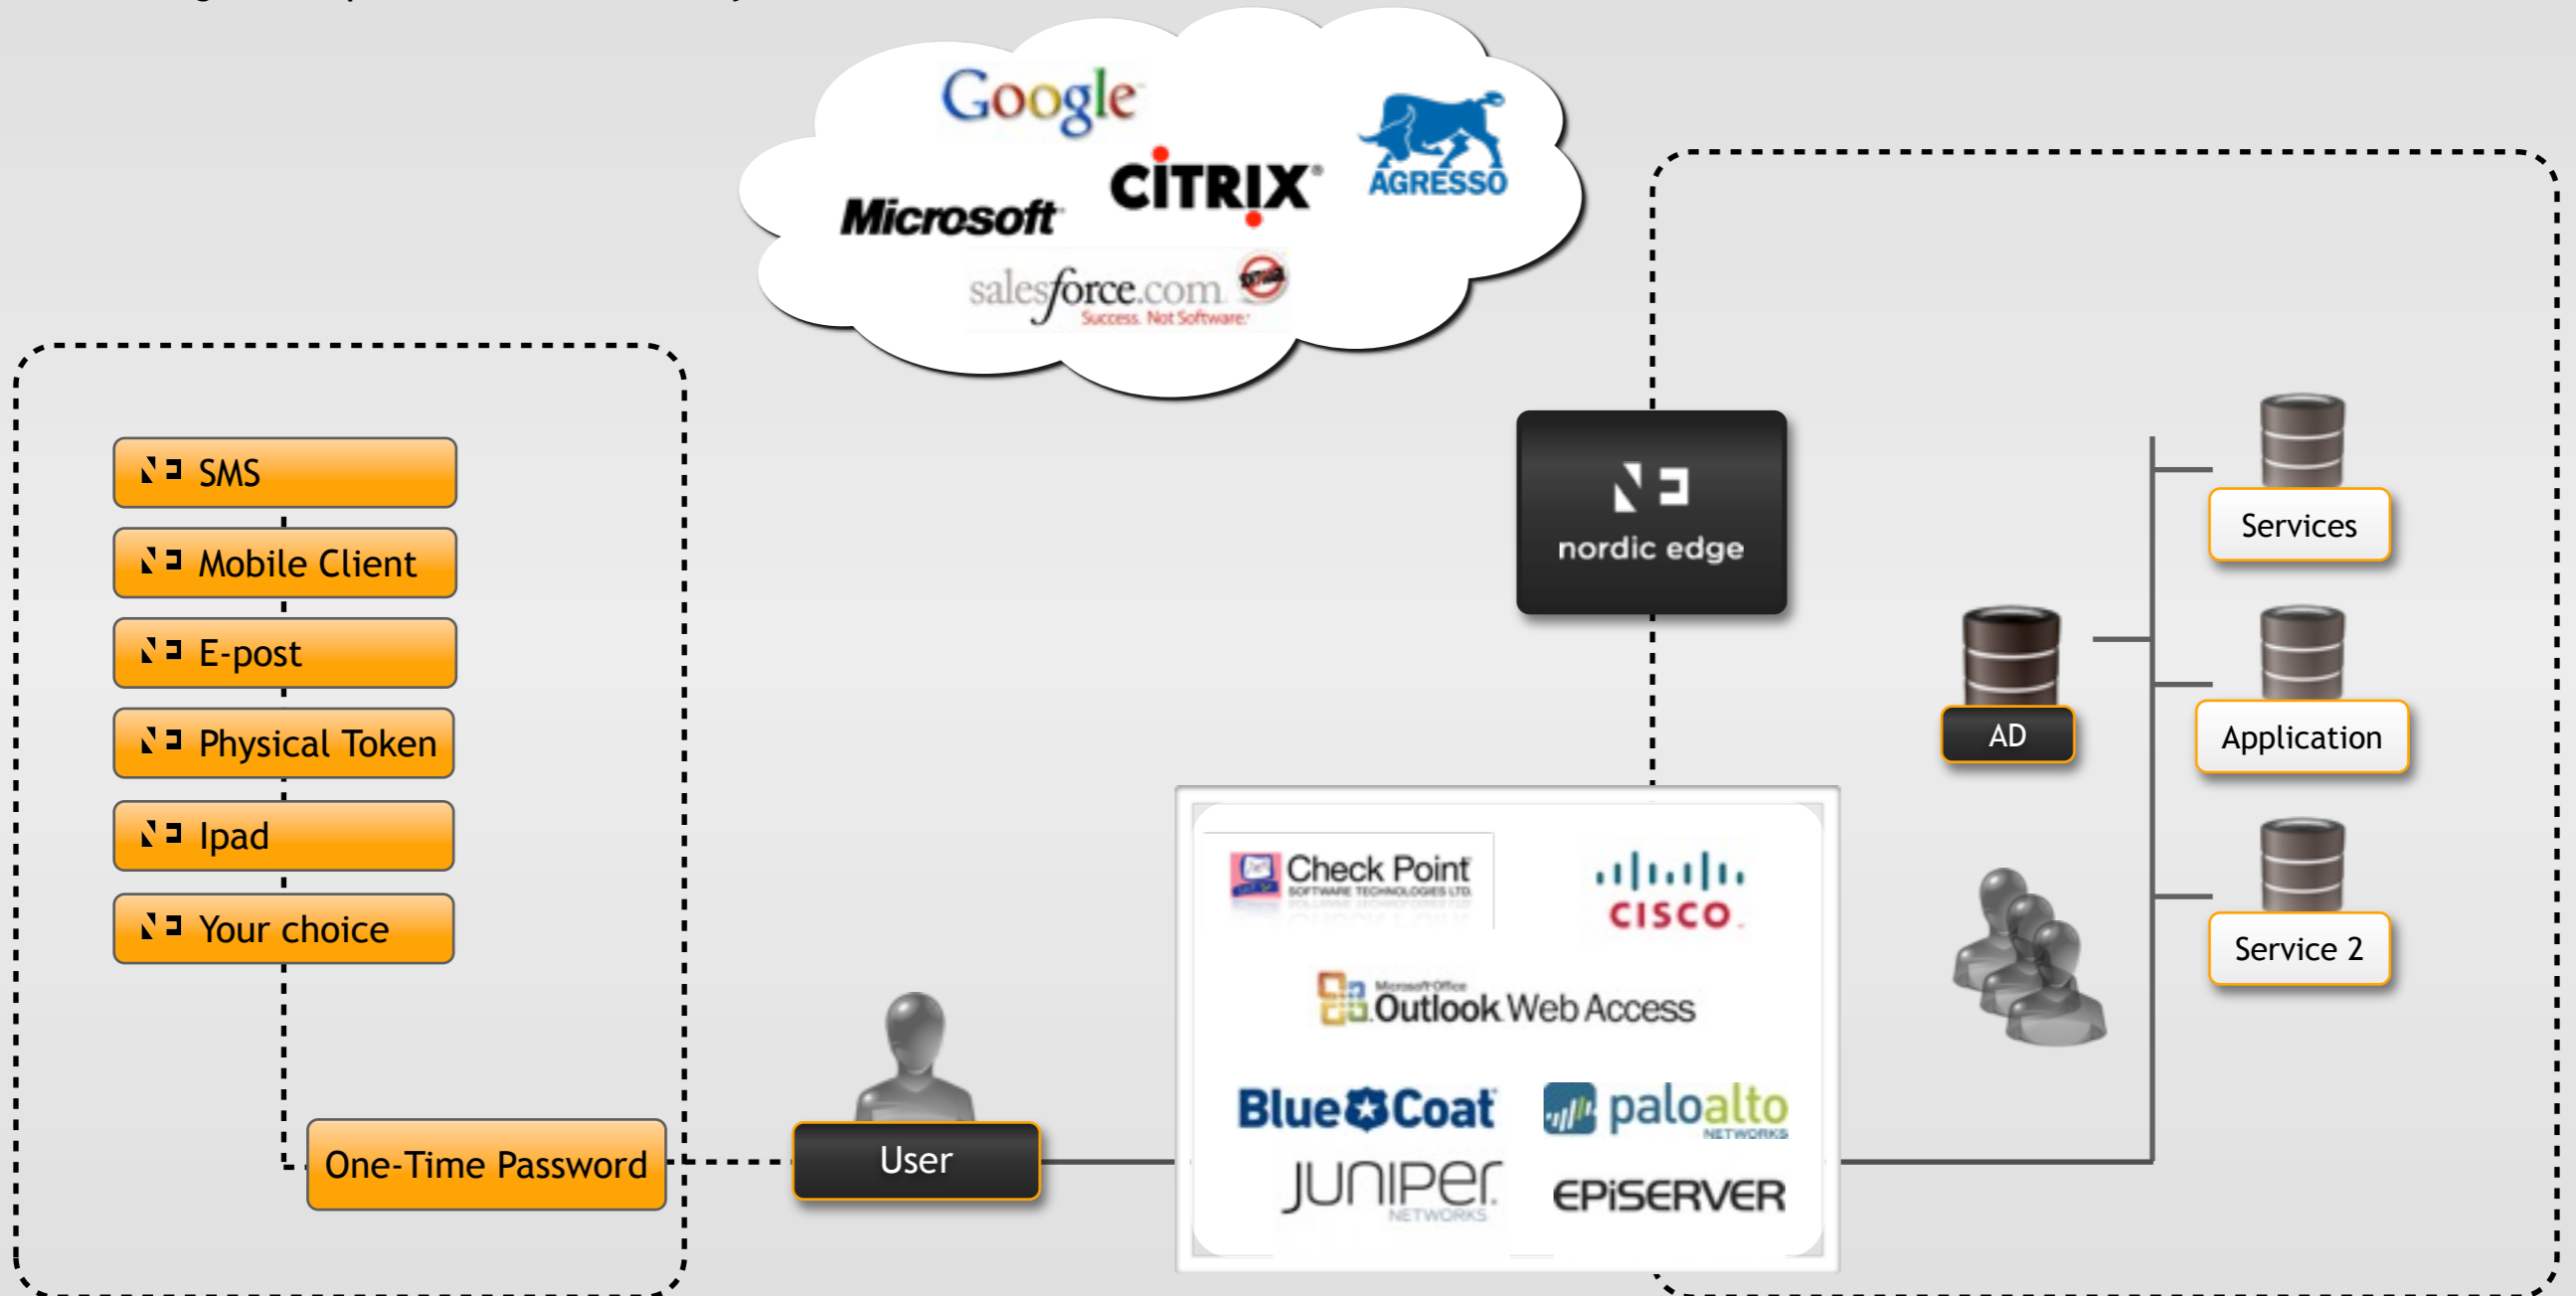 Google
CITRIX
AGRESSO
Microsoft
salesforce.com
Success. Not Software.
SMS
Mobile Client
E-post
Physical Token
Ipad
Your choice
One-Time Password
User
nordic edge
Check Point
SOFTWARE TECHNOLOGIES LTD.
CISCO
Microsoft Office
Outlook Web Access
Blue Coat
paloalto
NETWORKS
JUNIPER
NETWORKS
EPiSERVER
AD
Services
Application
Service 2